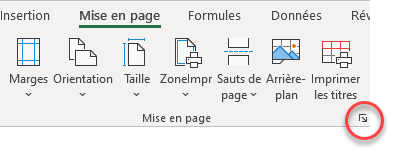 Insertion Mise en page Formules Données Rév
Marges Orientation Taille ZoneImpr Sauts de Arrière- Imprimer
page plan les titres
Mise en page